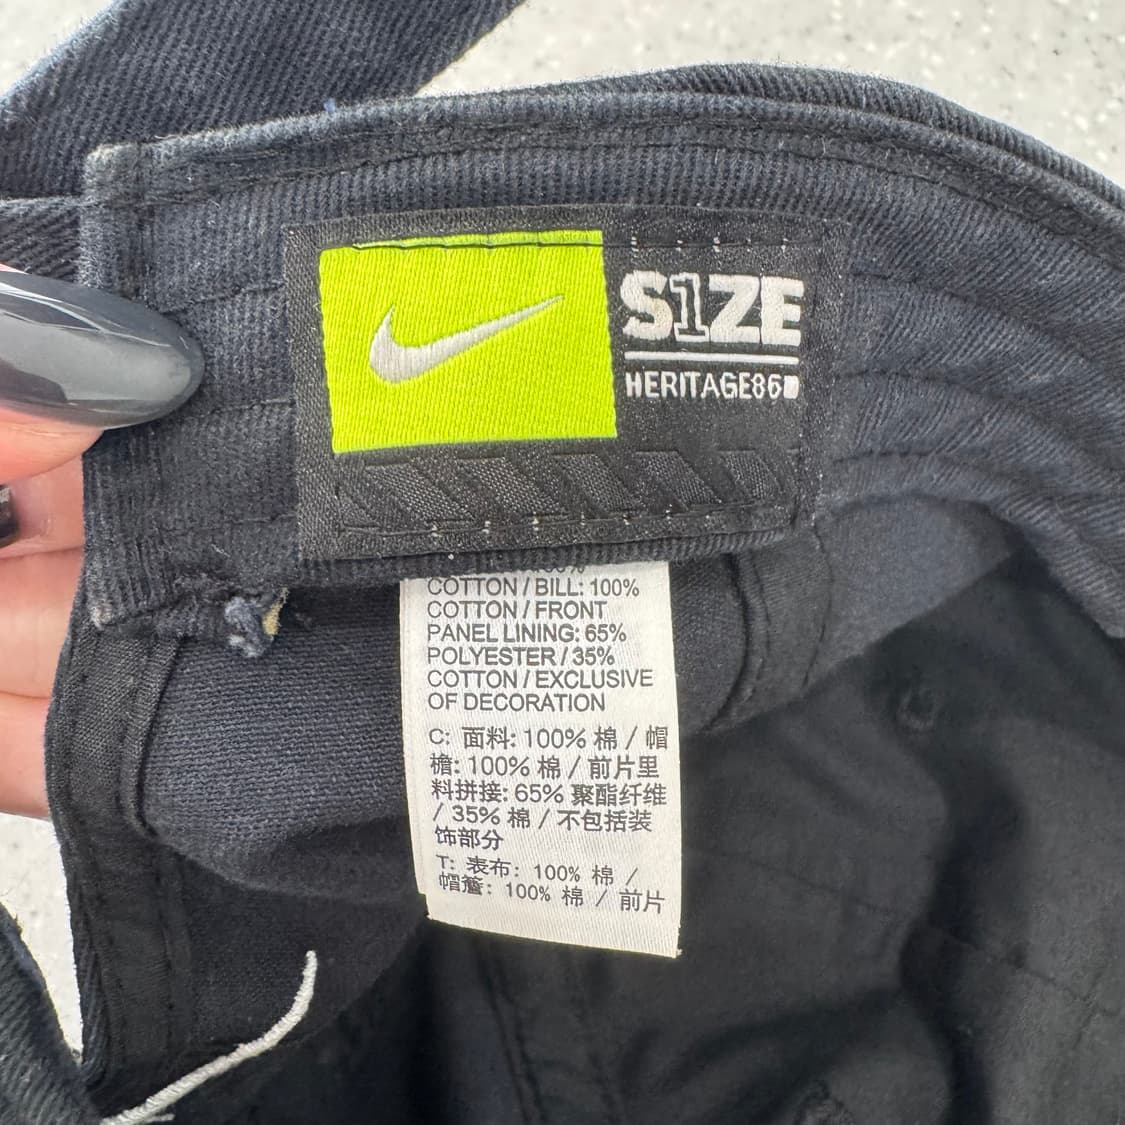 S1ZE
HERITAGE86
COTTON / BILL: 100%
COTTON / FRONT
PANEL LINING: 65%
POLYESTER / 35%
COTTON / EXCLUSIVE
OF DECORATION
C: 面料: 100% 棉 / 帽
檐: 100% 棉 / 前片里
料拼接: 65% 聚酯纤维
/ 35% 棉 / 不包括装
饰部分
T: 表布: 100% 棉 /
帽簷: 100% 棉 / 前片